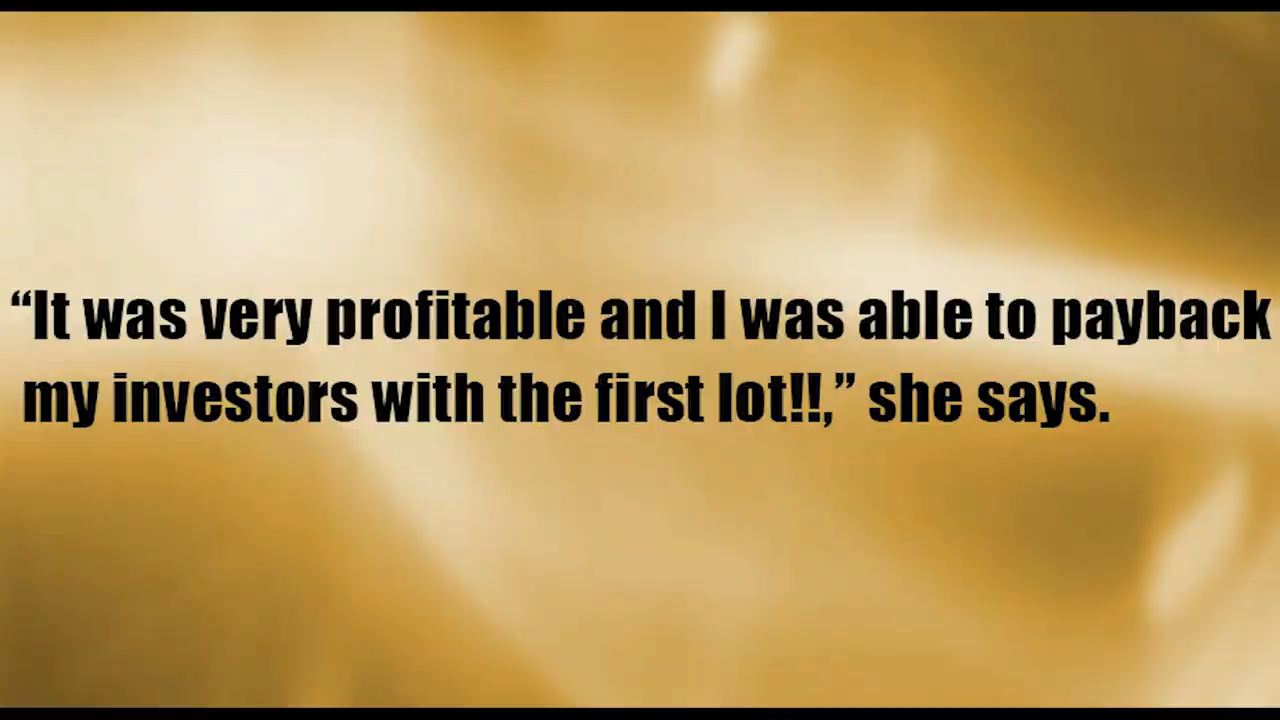 “It was very profitable and I was able to payback
my investors with the first lot!!,” she says.